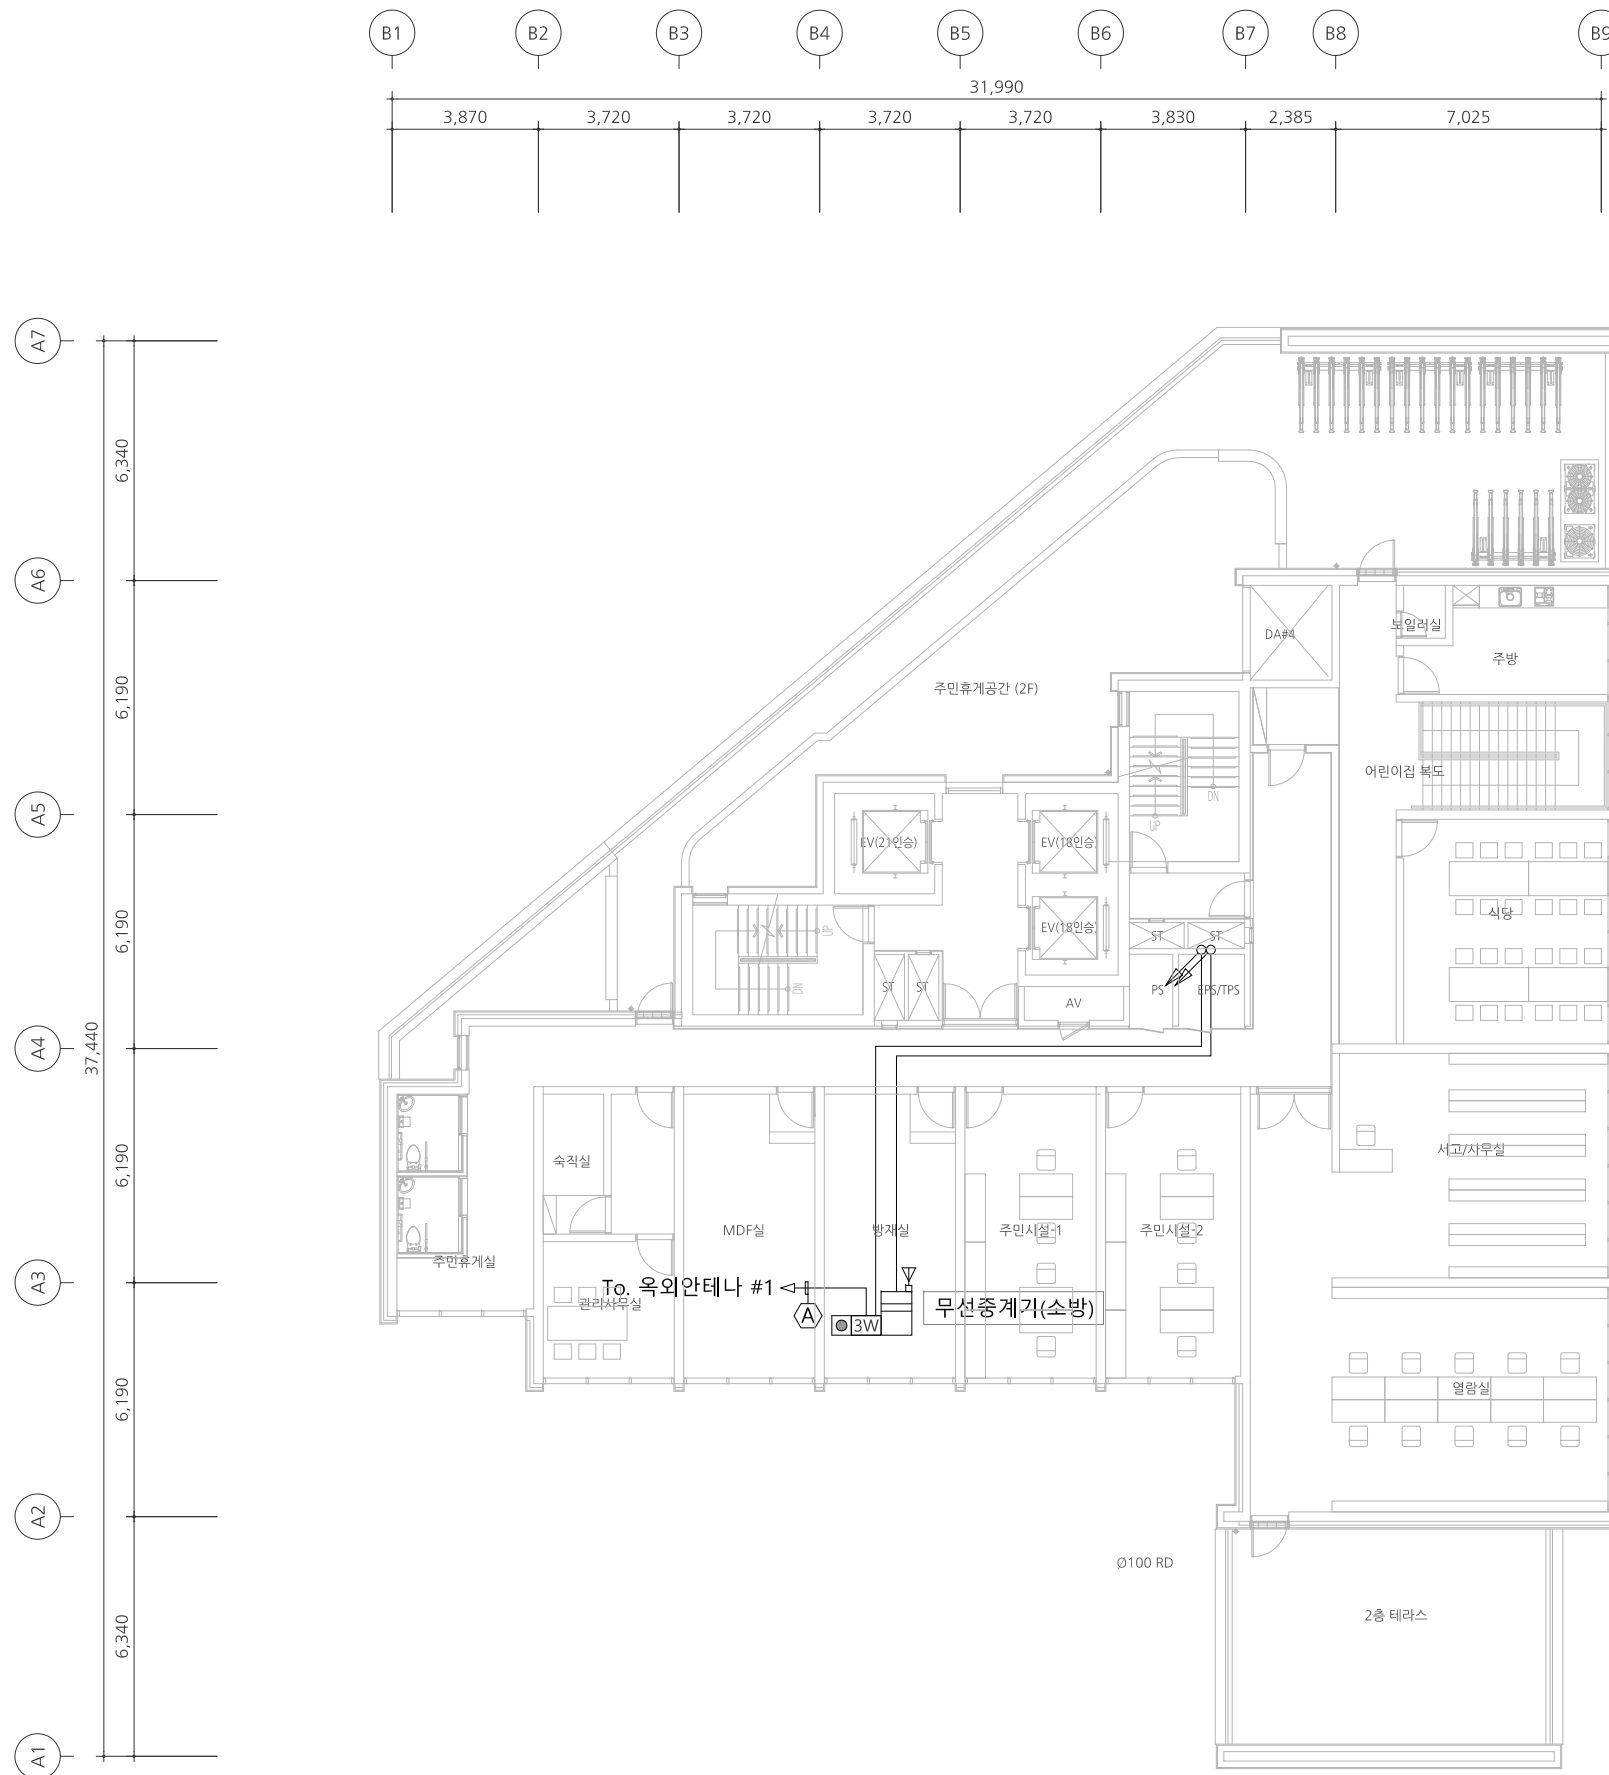 B1 B2 B3 B4 B5 B6 B7 B8 B9
31,990
3,870 3,720 3,720 3,720 3,720 3,830 2,385 7,025
A7
6,340
A6
보일러실
DA#4
주방
6,190
주민휴게공간 (2F)
어린이집 복도
DN
A5
UP
EV(21인승)
EV(18인승)
식당
6,190
EV(18인승)
UP
ST ST
DN
ST ST
PS
EPS/TPS
AV
37,440
A4
6,190
숙직실
서고/사무실
MDF실
방재실
주민시설-1
주민시설-2
주민휴게실
A3
To. 옥외안테나 #1
관리사무실
A
3W
무선중계기(소방)
6,190
열람실
A2
Ø100 RD
2층 테라스
6,340
A1